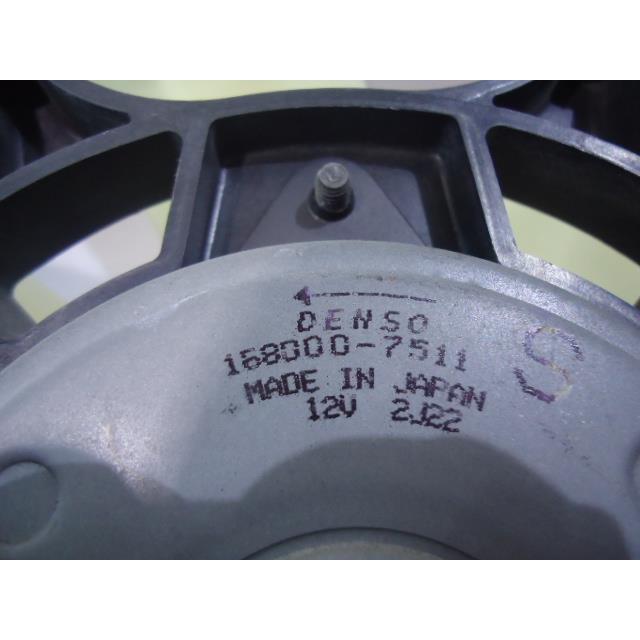 DENSO
168000-7511
MADE IN JAPAN
12V 2J22
S